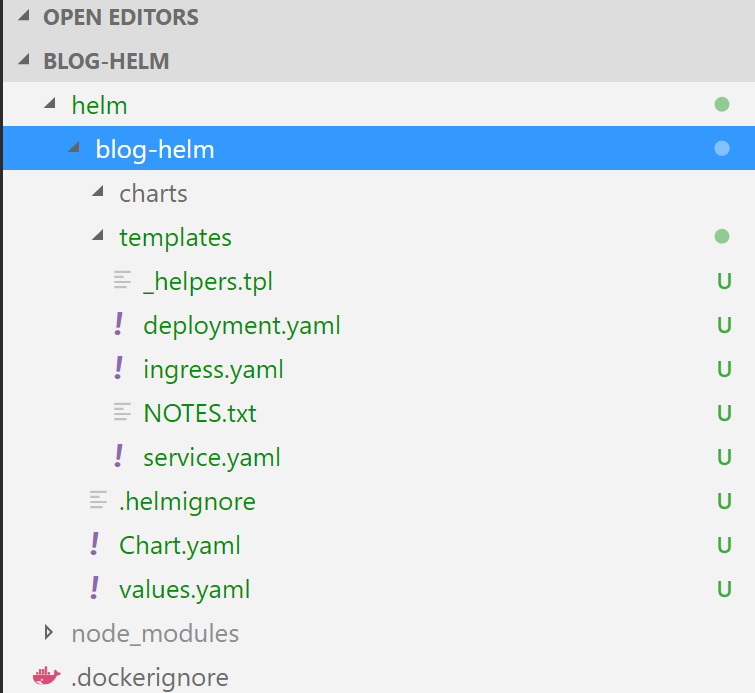 OPEN EDITORS
BLOG-HELM
helm
blog-helm
charts
templates
_helpers.tpl U
! deployment.yaml U
! ingress.yaml U
NOTES.txt U
! service.yaml U
.helmignore U
! Chart.yaml U
! values.yaml U
node_modules
.dockerignore